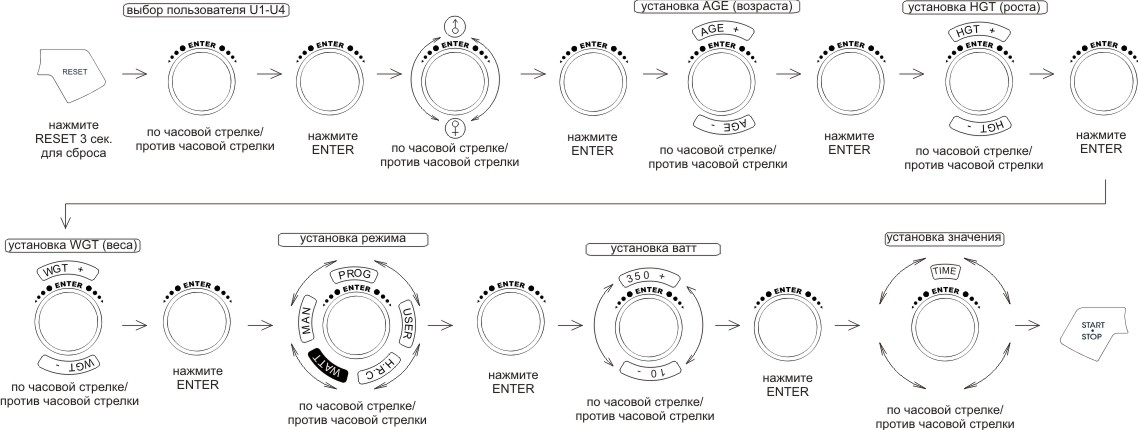 выбор пользователя U1-U4
установка AGE (возраста)
установка HGT (роста)
RESET
нажмите
RESET 3 сек.
для сброса
ENTER
по часовой стрелке/
против часовой стрелки
ENTER
нажмите
ENTER
ENTER
по часовой стрелке/
против часовой стрелки
ENTER
нажмите
ENTER
AGE +
ENTER
AGE -
по часовой стрелке/
против часовой стрелки
ENTER
нажмите
ENTER
HGT +
ENTER
HGT -
по часовой стрелке/
против часовой стрелки
ENTER
нажмите
ENTER
установка WGT (веса)
WGT +
ENTER
WGT -
по часовой стрелке/
против часовой стрелки
ENTER
нажмите
ENTER
установка режима
PROG
ENTER
MAN
USER
WATT
H.R.C
по часовой стрелке/
против часовой стрелки
ENTER
нажмите
ENTER
установка ватт
350 +
ENTER
10 -
по часовой стрелке/
против часовой стрелки
ENTER
нажмите
ENTER
установка значения
TIME
ENTER
по часовой стрелке/
против часовой стрелки
START
STOP